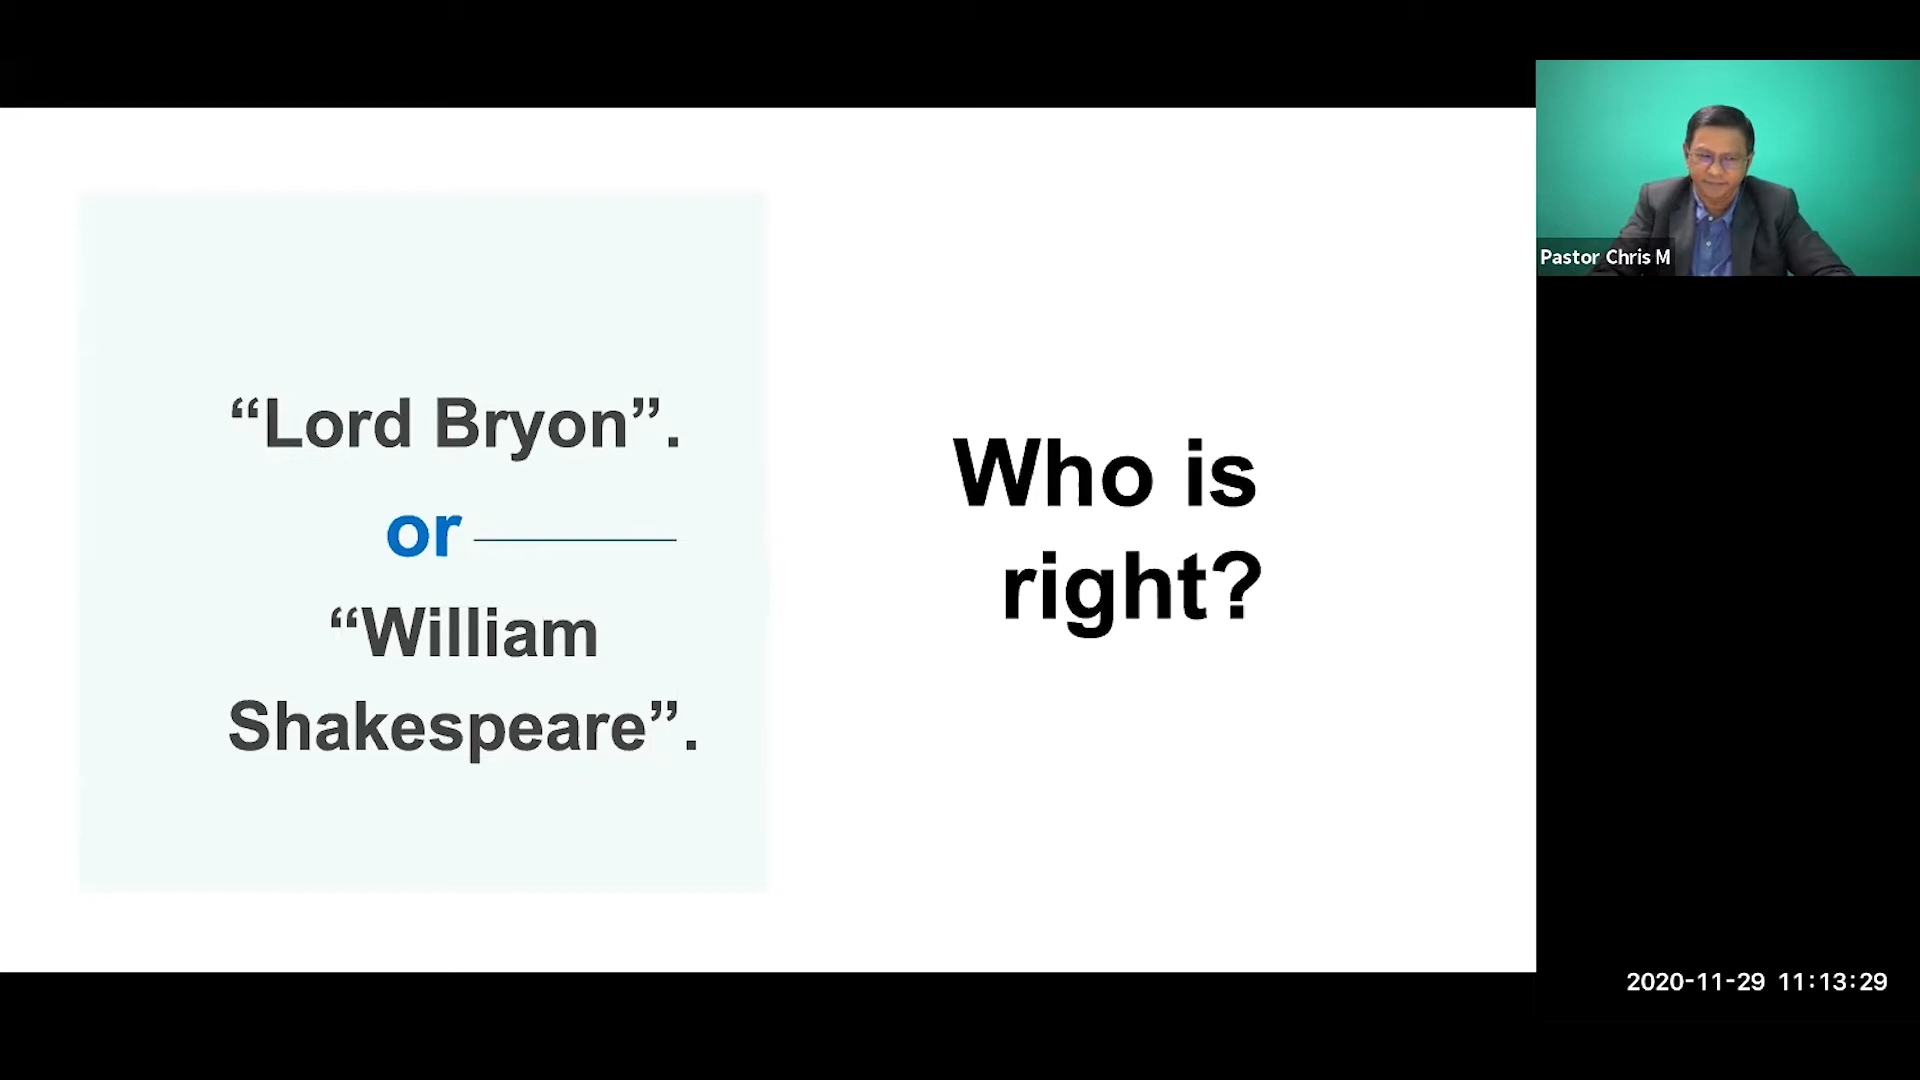 “Lord Bryon”.
or
“William
Shakespeare”.
Who is
right?
Pastor Chris M
2020-11-29 11:13:29